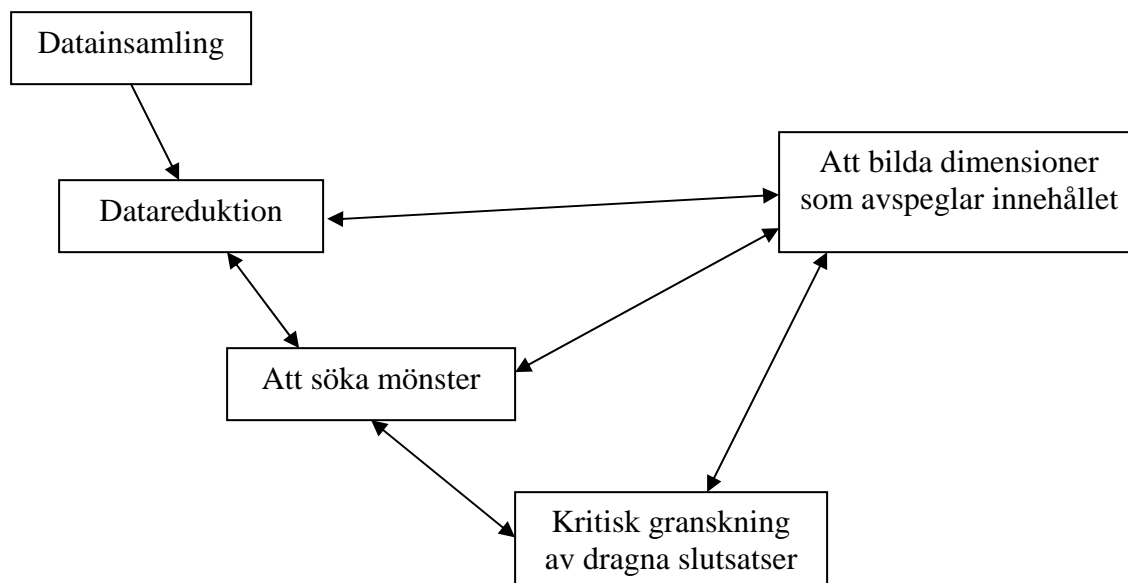 Datainsamling
Att bilda dimensioner
som avspeglar innehållet
Datareduktion
Att söka mönster
Kritisk granskning
av dragna slutsatser